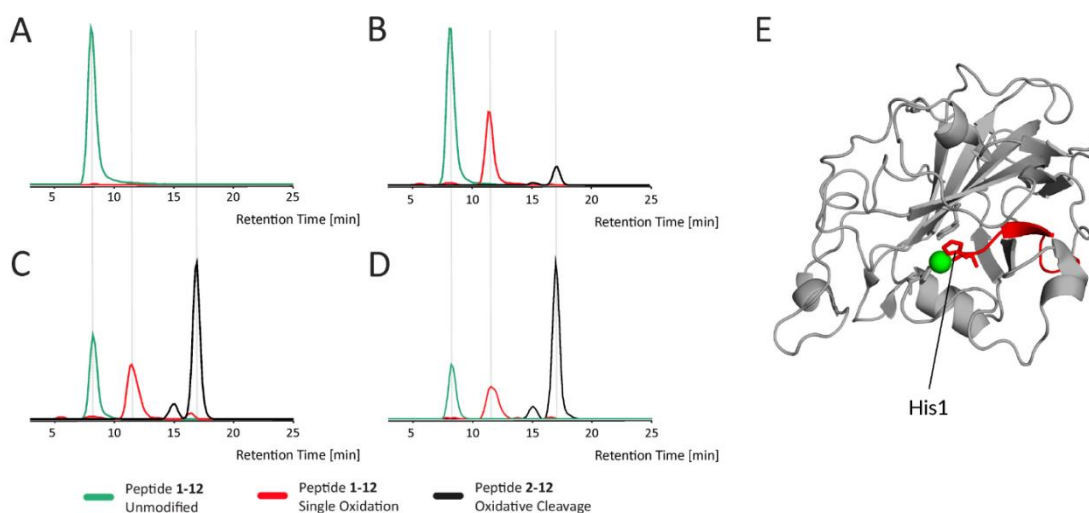 A
B
E
5 10 15 20 25
Retention Time [min]
5 10 15 20 25
Retention Time [min]
C
D
5 10 15 20 25
Retention Time [min]
5 10 15 20 25
Retention Time [min]
His1
Peptide 1-12
Unmodified
Peptide 1-12
Single Oxidation
Peptide 2-12
Oxidative Cleavage